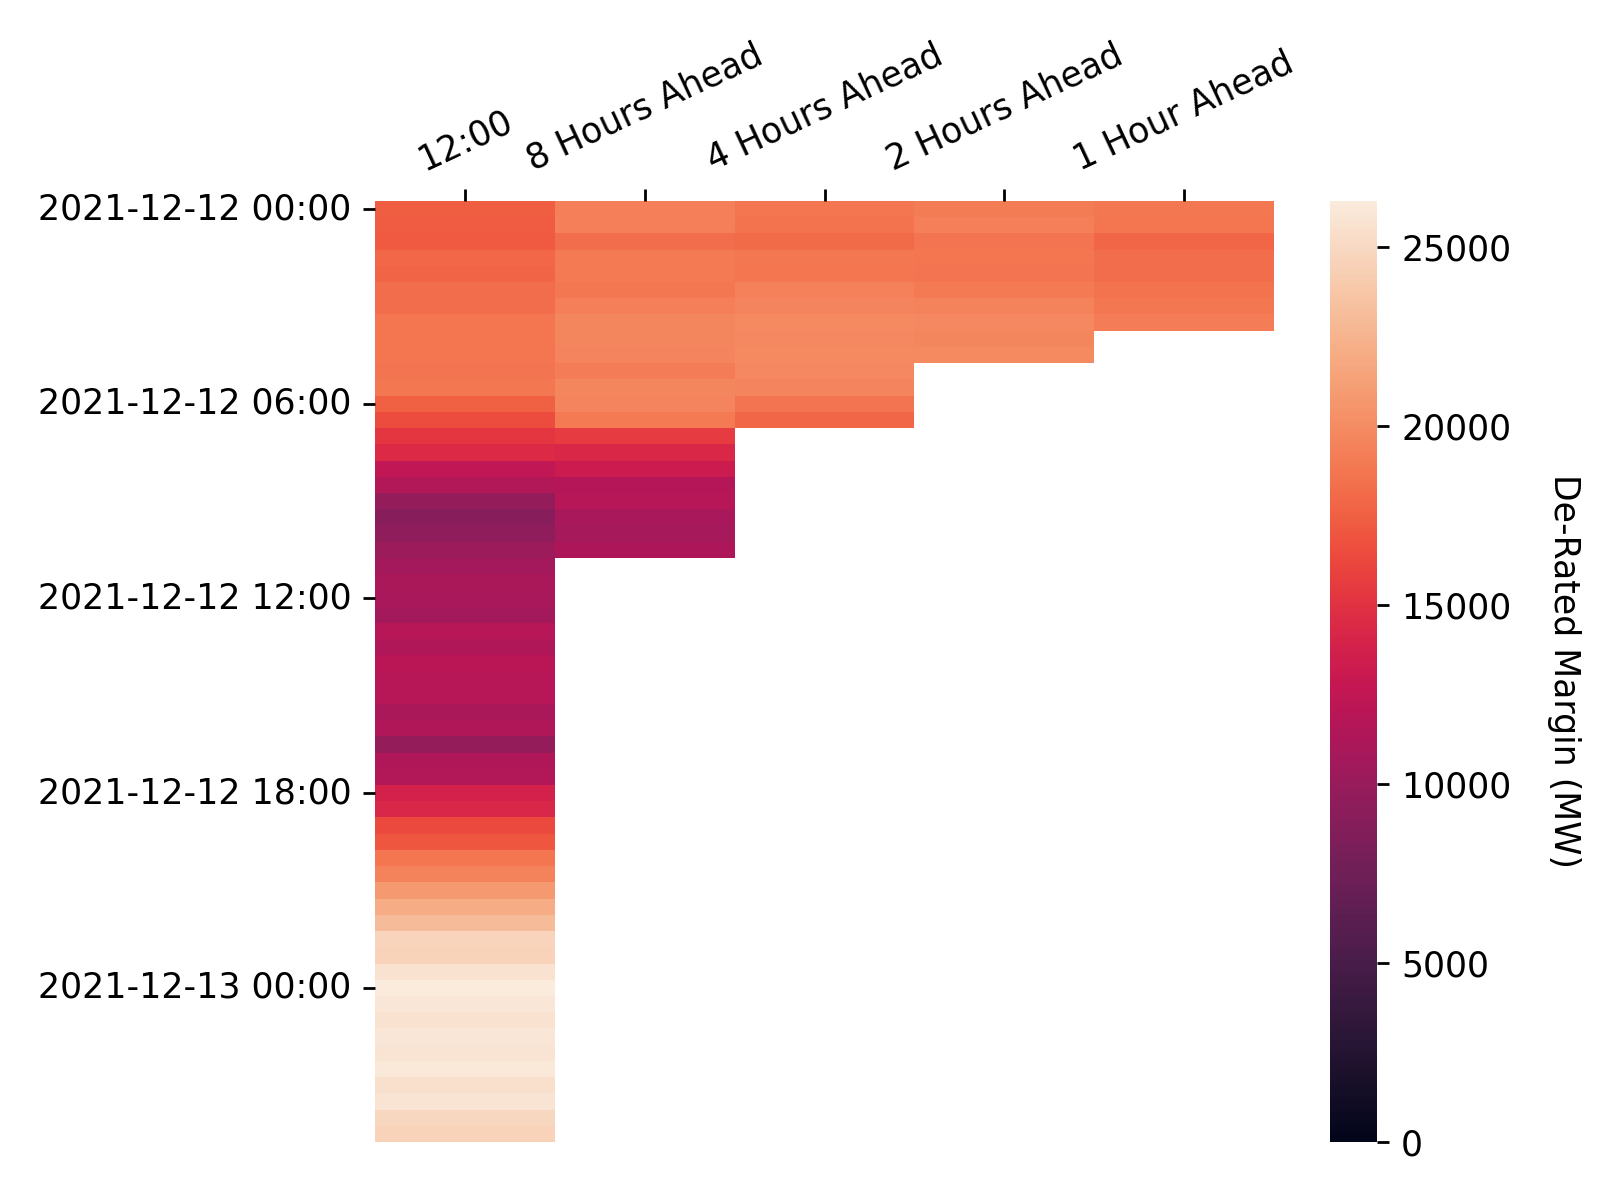 12:00
8 Hours Ahead
4 Hours Ahead
2 Hours Ahead
1 Hour Ahead
2021-12-12 00:00
2021-12-12 06:00
2021-12-12 12:00
2021-12-12 18:00
2021-12-13 00:00
25000
20000
15000
10000
5000
0
De-Rated Margin (MW)